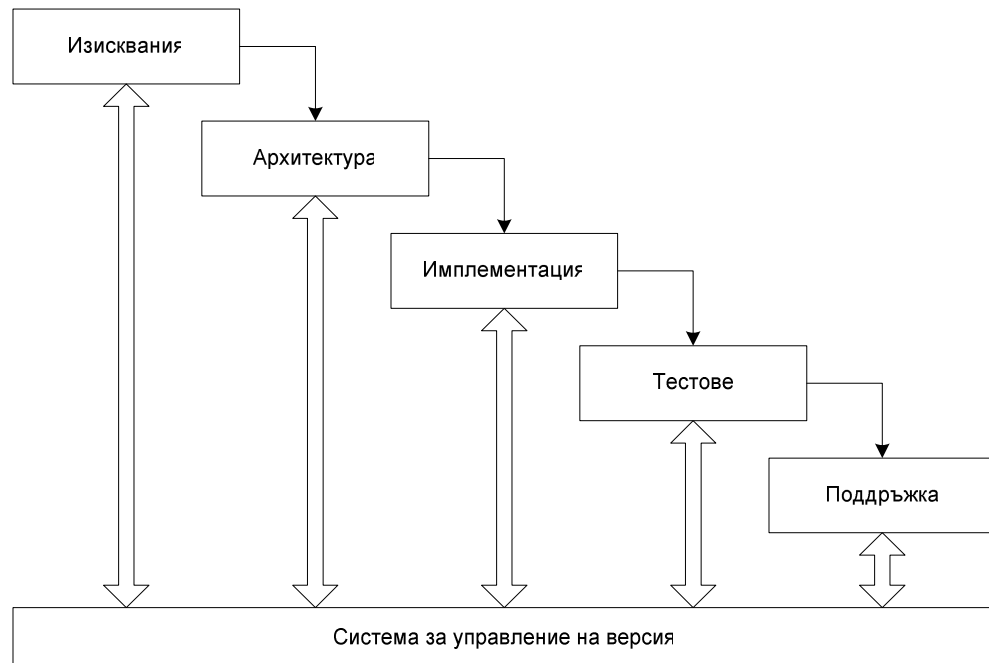 Изисквания
Архитектура
Имплементация
Тестове
Поддръжка
Система за управление на версия